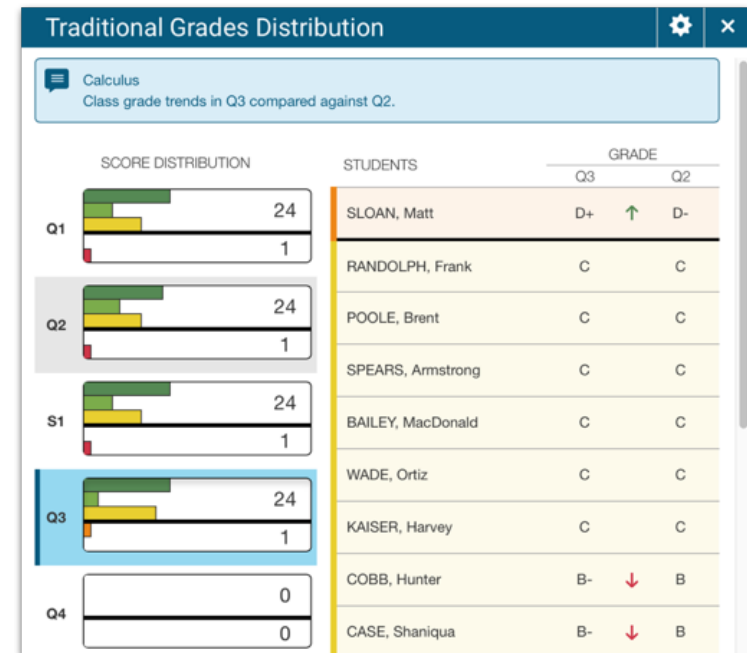 Traditional Grades Distribution
Calculus
Class grade trends in Q3 compared against Q2.
SCORE DISTRIBUTION
Q1
24
1
Q2
24
1
S1
24
1
Q3
24
1
Q4
0
0
STUDENTS
GRADE
Q3 Q2
SLOAN, Matt D+ ↑ D-
RANDOLPH, Frank C C
POOLE, Brent C C
SPEARS, Armstrong C C
BAILEY, MacDonald C C
WADE, Ortiz C C
KAISER, Harvey C C
COBB, Hunter B- ↓ B
CASE, Shaniqua B- ↓ B